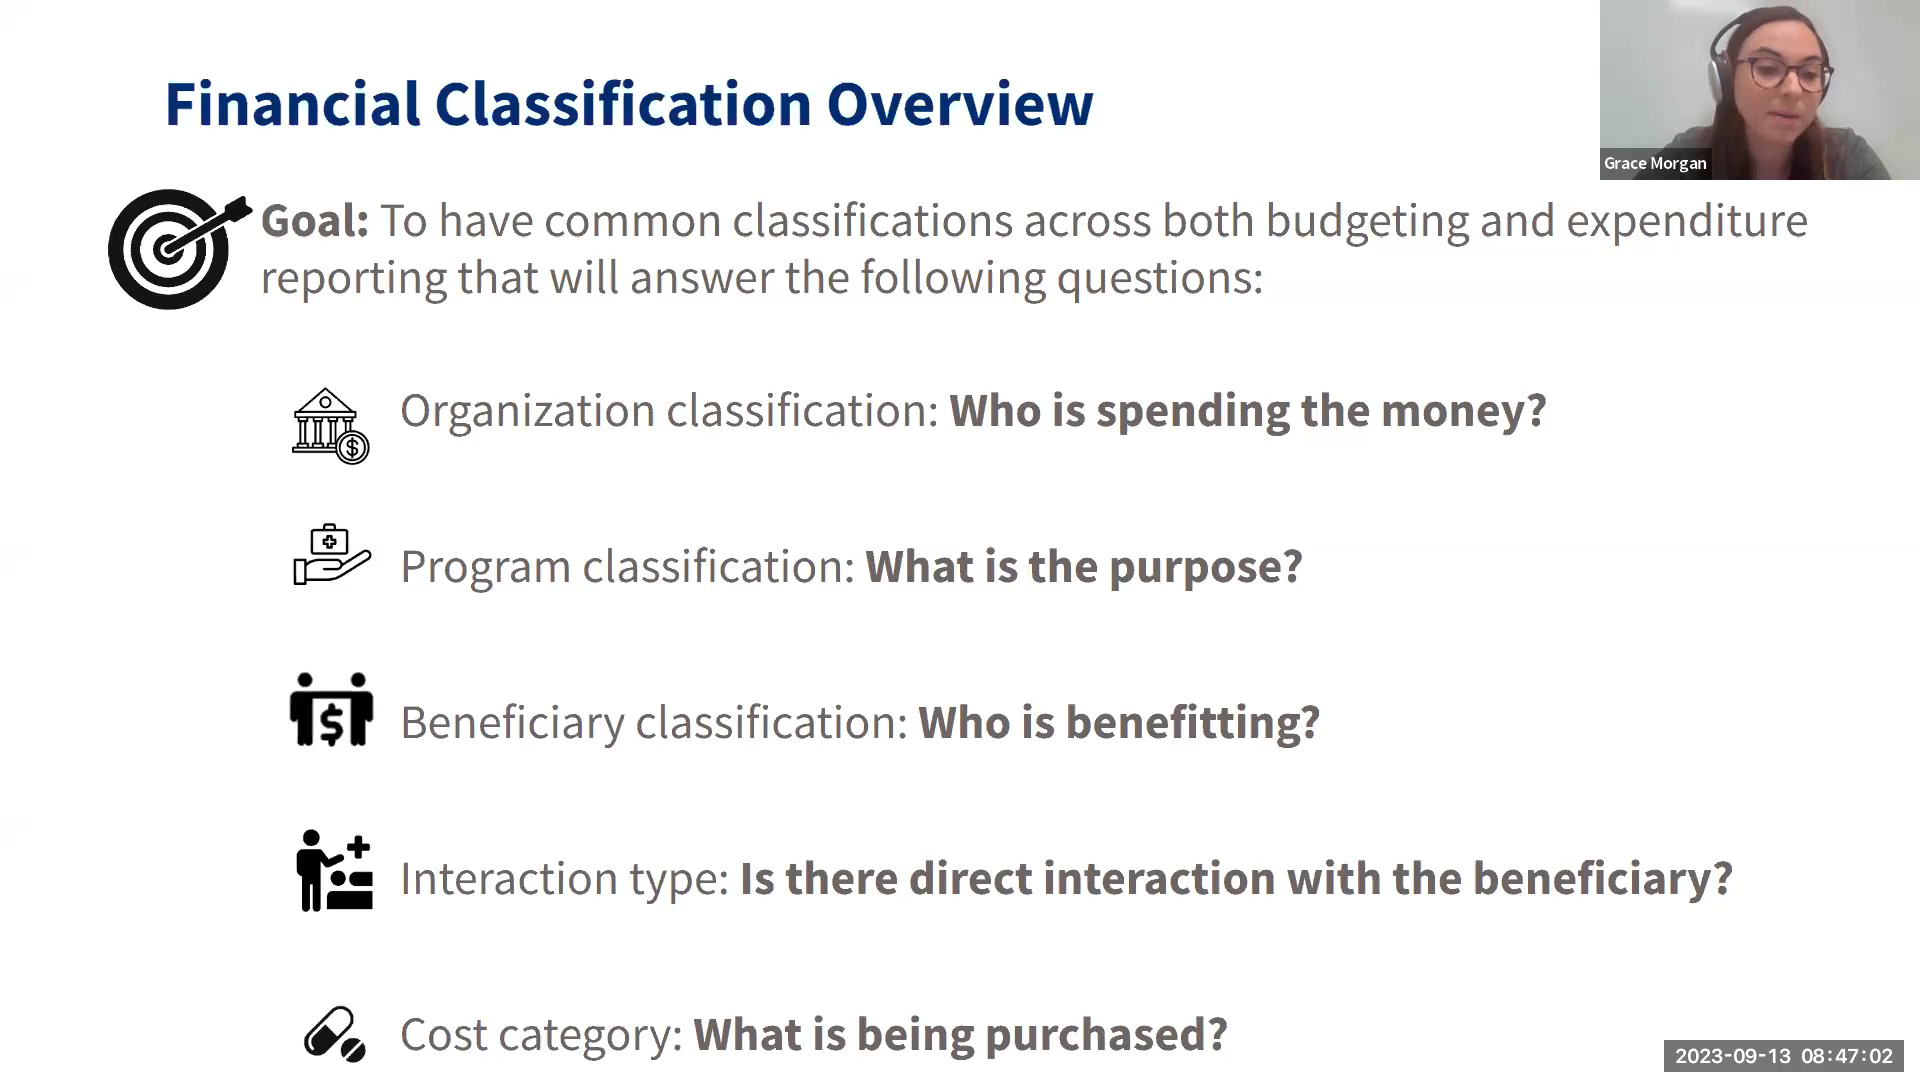 Financial Classification Overview
Grace Morgan
Goal: To have common classifications across both budgeting and expenditure
reporting that will answer the following questions:
Organization classification: Who is spending the money?
Program classification: What is the purpose?
Beneficiary classification: Who is benefitting?
Interaction type: Is there direct interaction with the beneficiary?
Cost category: What is being purchased?
2023-09-13 08:47:02